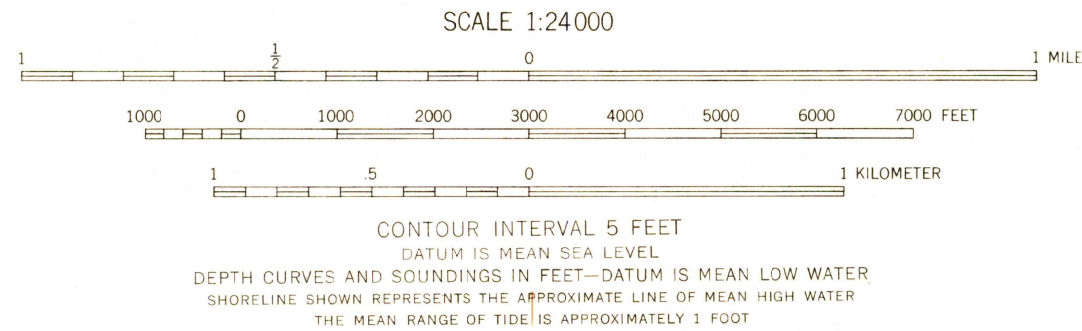 SCALE 1:24000
1 1/2 0 1 MILE
1000 0 1000 2000 3000 4000 5000 6000 7000 FEET
1 .5 0 1 KILOMETER
CONTOUR INTERVAL 5 FEET
DATUM IS MEAN SEA LEVEL
DEPTH CURVES AND SOUNDINGS IN FEET—DATUM IS MEAN LOW WATER
SHORELINE SHOWN REPRESENTS THE APPROXIMATE LINE OF MEAN HIGH WATER
THE MEAN RANGE OF TIDE IS APPROXIMATELY 1 FOOT